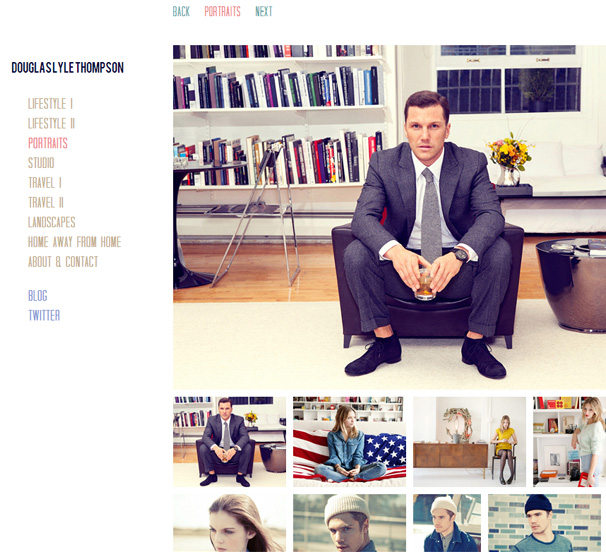 BACK PORTRAITS NEXT
DOUGLAS LYLE THOMPSON
LIFESTYLE I
LIFESTYLE II
PORTRAITS
STUDIO
TRAVEL I
TRAVEL II
LANDSCAPES
HOME AWAY FROM HOME
ABOUT & CONTACT
BLOG
TWITTER